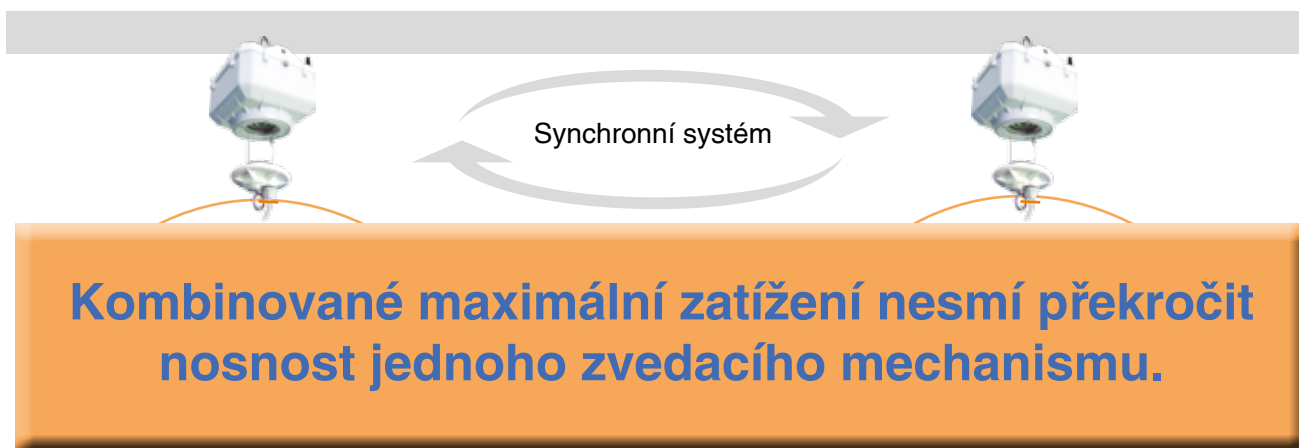 Synchronní systém
Kombinované maximální zatížení nesmí překročit
nosnost jednoho zvedacího mechanismu.